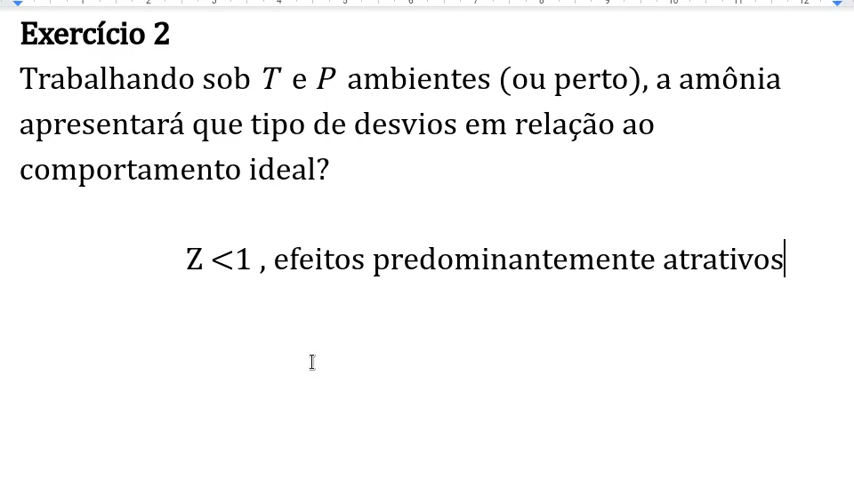 Exercício 2
Trabalhando sob T e P ambientes (ou perto), a amônia
apresentará que tipo de desvios em relação ao
comportamento ideal?
Z <1 , efeitos predominantemente atrativos